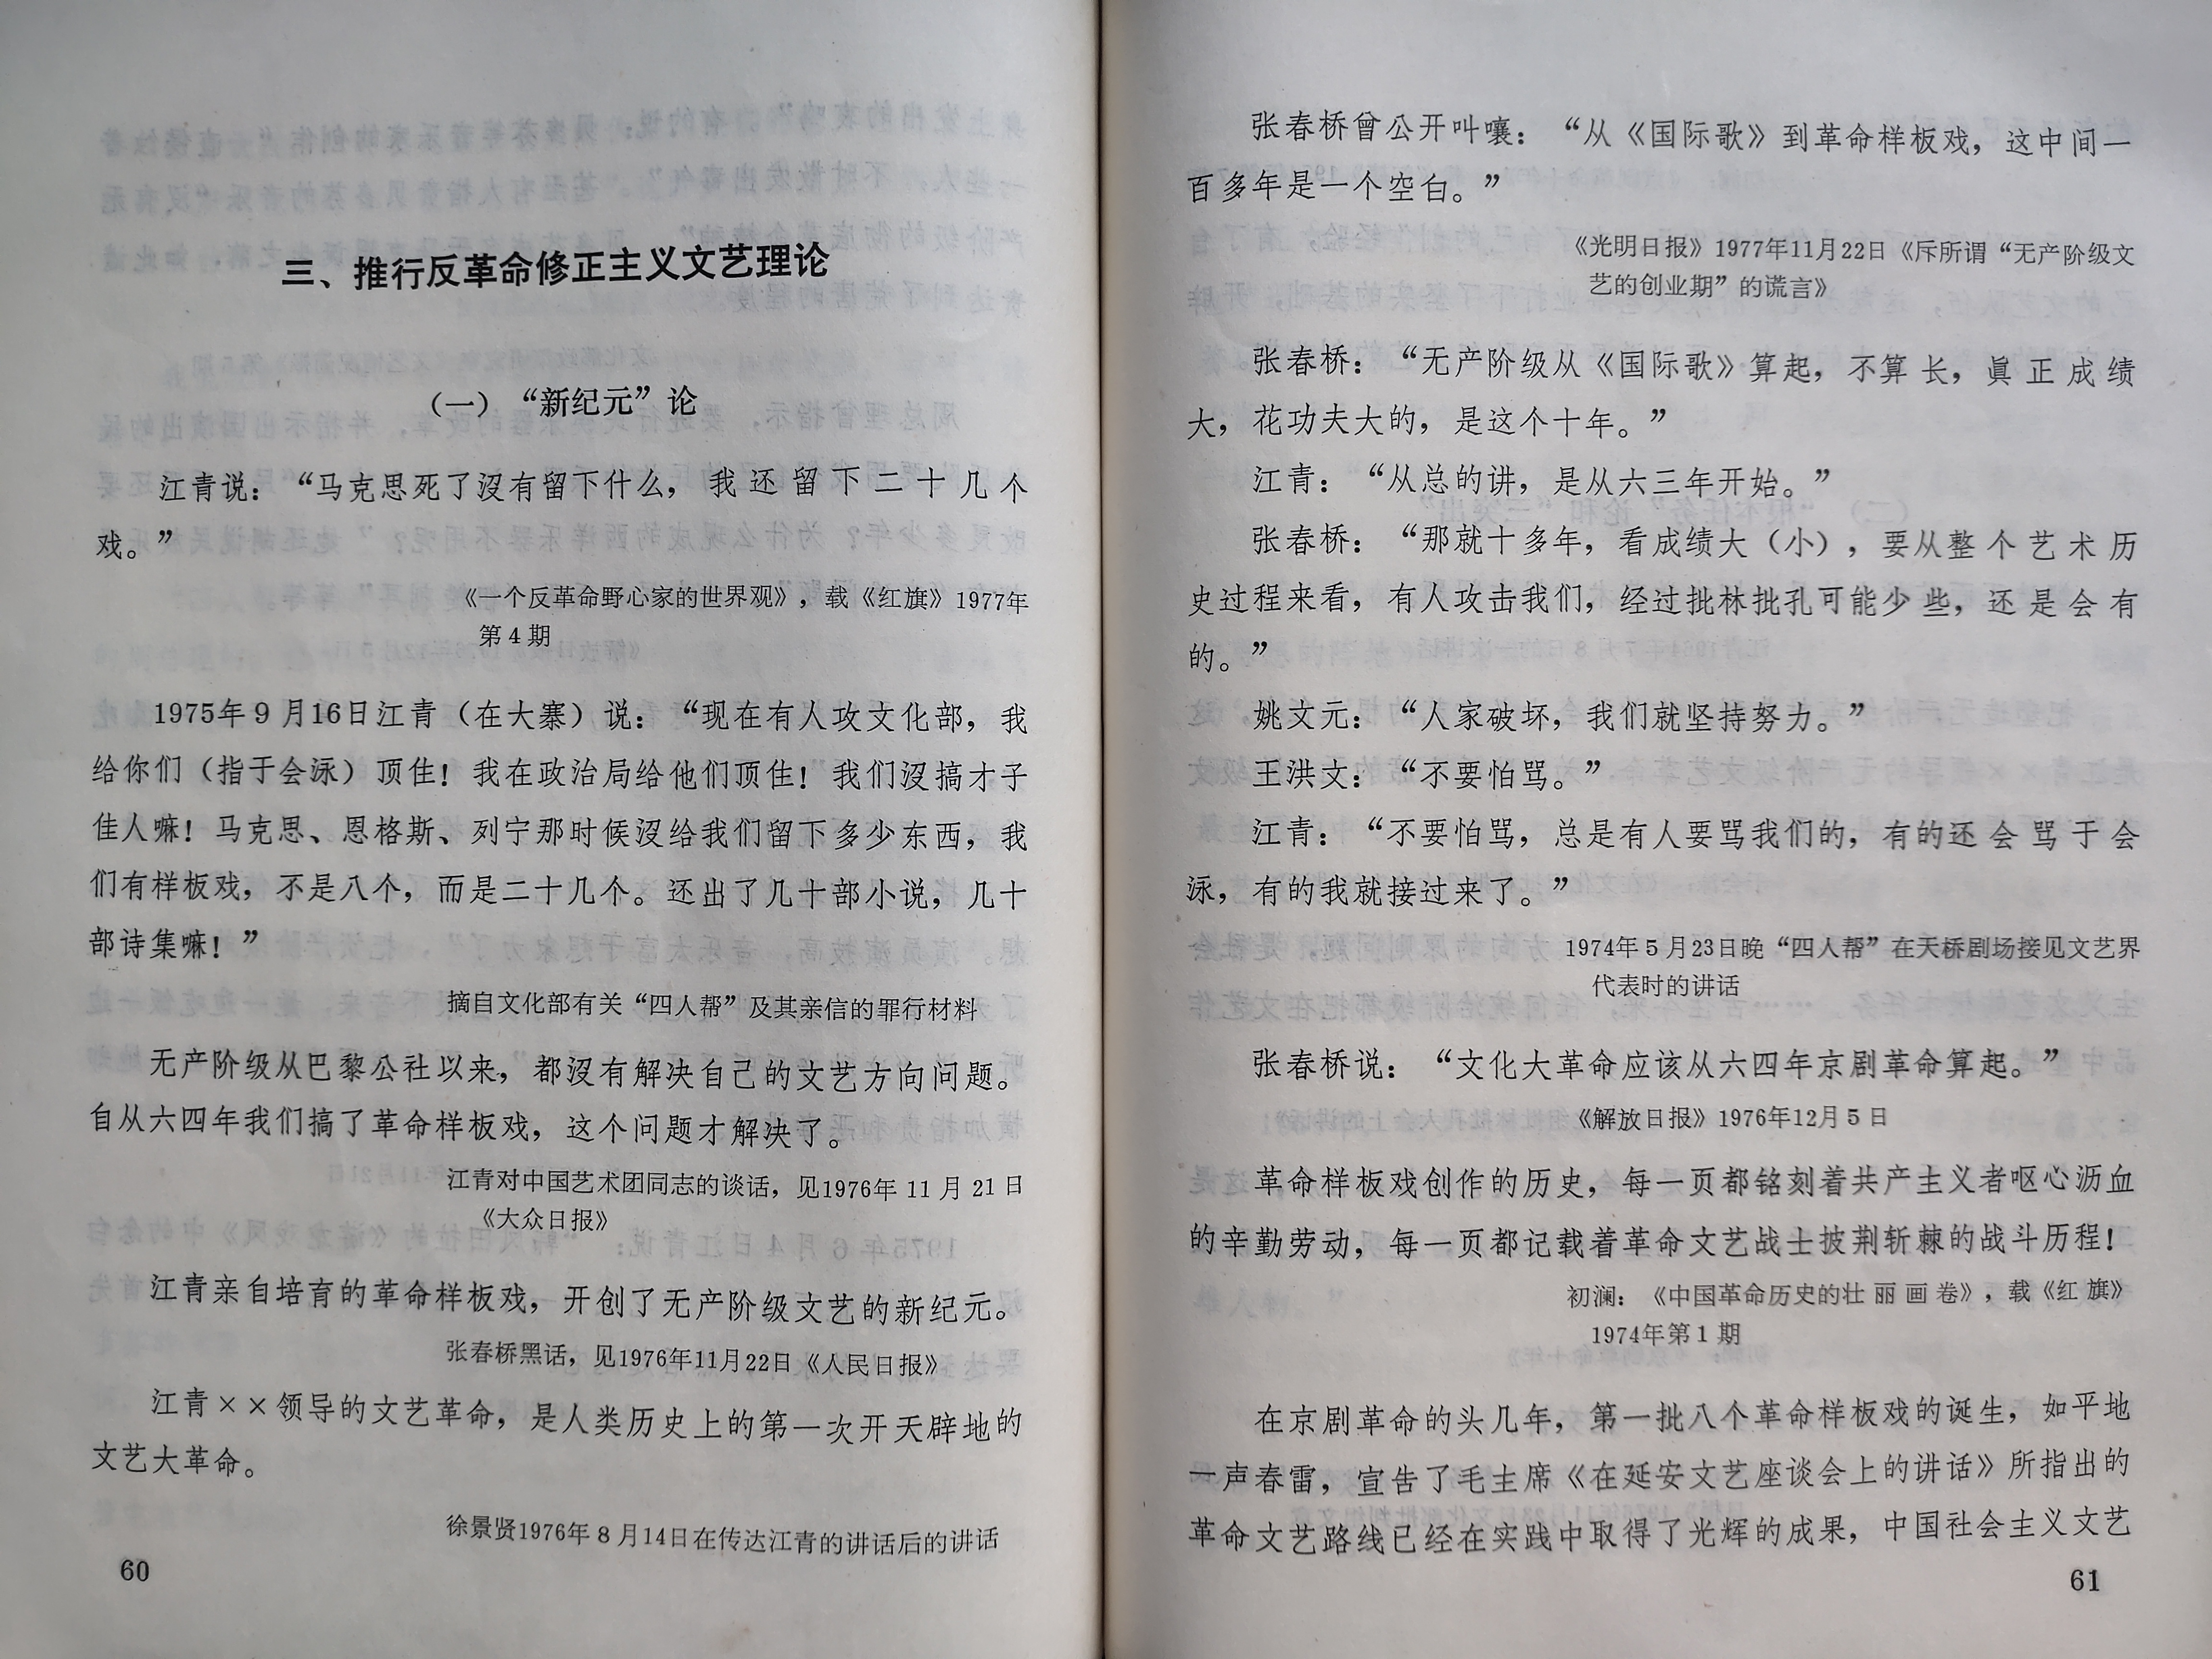 三、推行反革命修正主义文艺理论
（一）“新纪元”论
江青说：“马克思死了沒有留下什么，我还留下二十几个
戏。”
《一个反革命野心家的世界观》，载《红旗》1977年
第4期
1975年9月16日江青（在大寨）说：“现在有人攻文化部，我
给你们（指于会泳）顶住！我在政治局给他们顶住！我们沒搞才子
佳人嘛！马克思、恩格斯、列宁那时候沒给我们留下多少东西，我
们有样板戏，不是八个，而是二十几个。还出了几十部小说，几十
部诗集嘛！”
摘自文化部有关“四人帮”及其亲信的罪行材料
无产阶级从巴黎公社以来，都沒有解决自己的文艺方向问题。
自从六四年我们搞了革命样板戏，这个问题才解决了。
江青对中国艺术团同志的谈话，见1976年11月21日
《大众日报》
江青亲自培育的革命样板戏，开创了无产阶级文艺的新纪元。
张春桥黑话，见1976年11月22日《人民日报》
江青××领导的文艺革命，是人类历史上的第一次开天辟地的
文艺大革命。
徐景贤1976年8月14日在传达江青的讲话后的讲话
60
张春桥曾公开叫嚷：“从《国际歌》到革命样板戏，这中间一
百多年是一个空白。”
《光明日报》1977年11月22日《斥所谓“无产阶级文
艺的创业期”的谎言》
张春桥：“无产阶级从《国际歌》算起，不算长，眞正成绩
大，花功夫大的，是这个十年。”
江青：“从总的讲，是从六三年开始。”
张春桥：“那就十多年，看成绩大（小），要从整个艺术历
史过程来看，有人攻击我们，经过批林批孔可能少些，还是会有
的。”
姚文元：“人家破坏，我们就坚持努力。”
王洪文：“不要怕骂。”
江青：“不要怕骂，总是有人要骂我们的，有的还会骂于会
泳，有的我就接过来了。”
1974年5月23日晚“四人帮”在天桥剧场接见文艺界
代表时的讲话
张春桥说：“文化大革命应该从六四年京剧革命算起。”
《解放日报》1976年12月5日
革命样板戏创作的历史，每一页都铭刻着共产主义者呕心沥血
的辛勤劳动，每一页都记载着革命文艺战士披荆斩棘的战斗历程！
初澜：《中国革命历史的壮丽画卷》，载《红旗》
1974年第1期
在京剧革命的头几年，第一批八个革命样板戏的诞生，如平地
一声春雷，宣告了毛主席《在延安文艺座谈会上的讲话》所指出的
革命文艺路线已经在实践中取得了光辉的成果，中国社会主义文艺
61